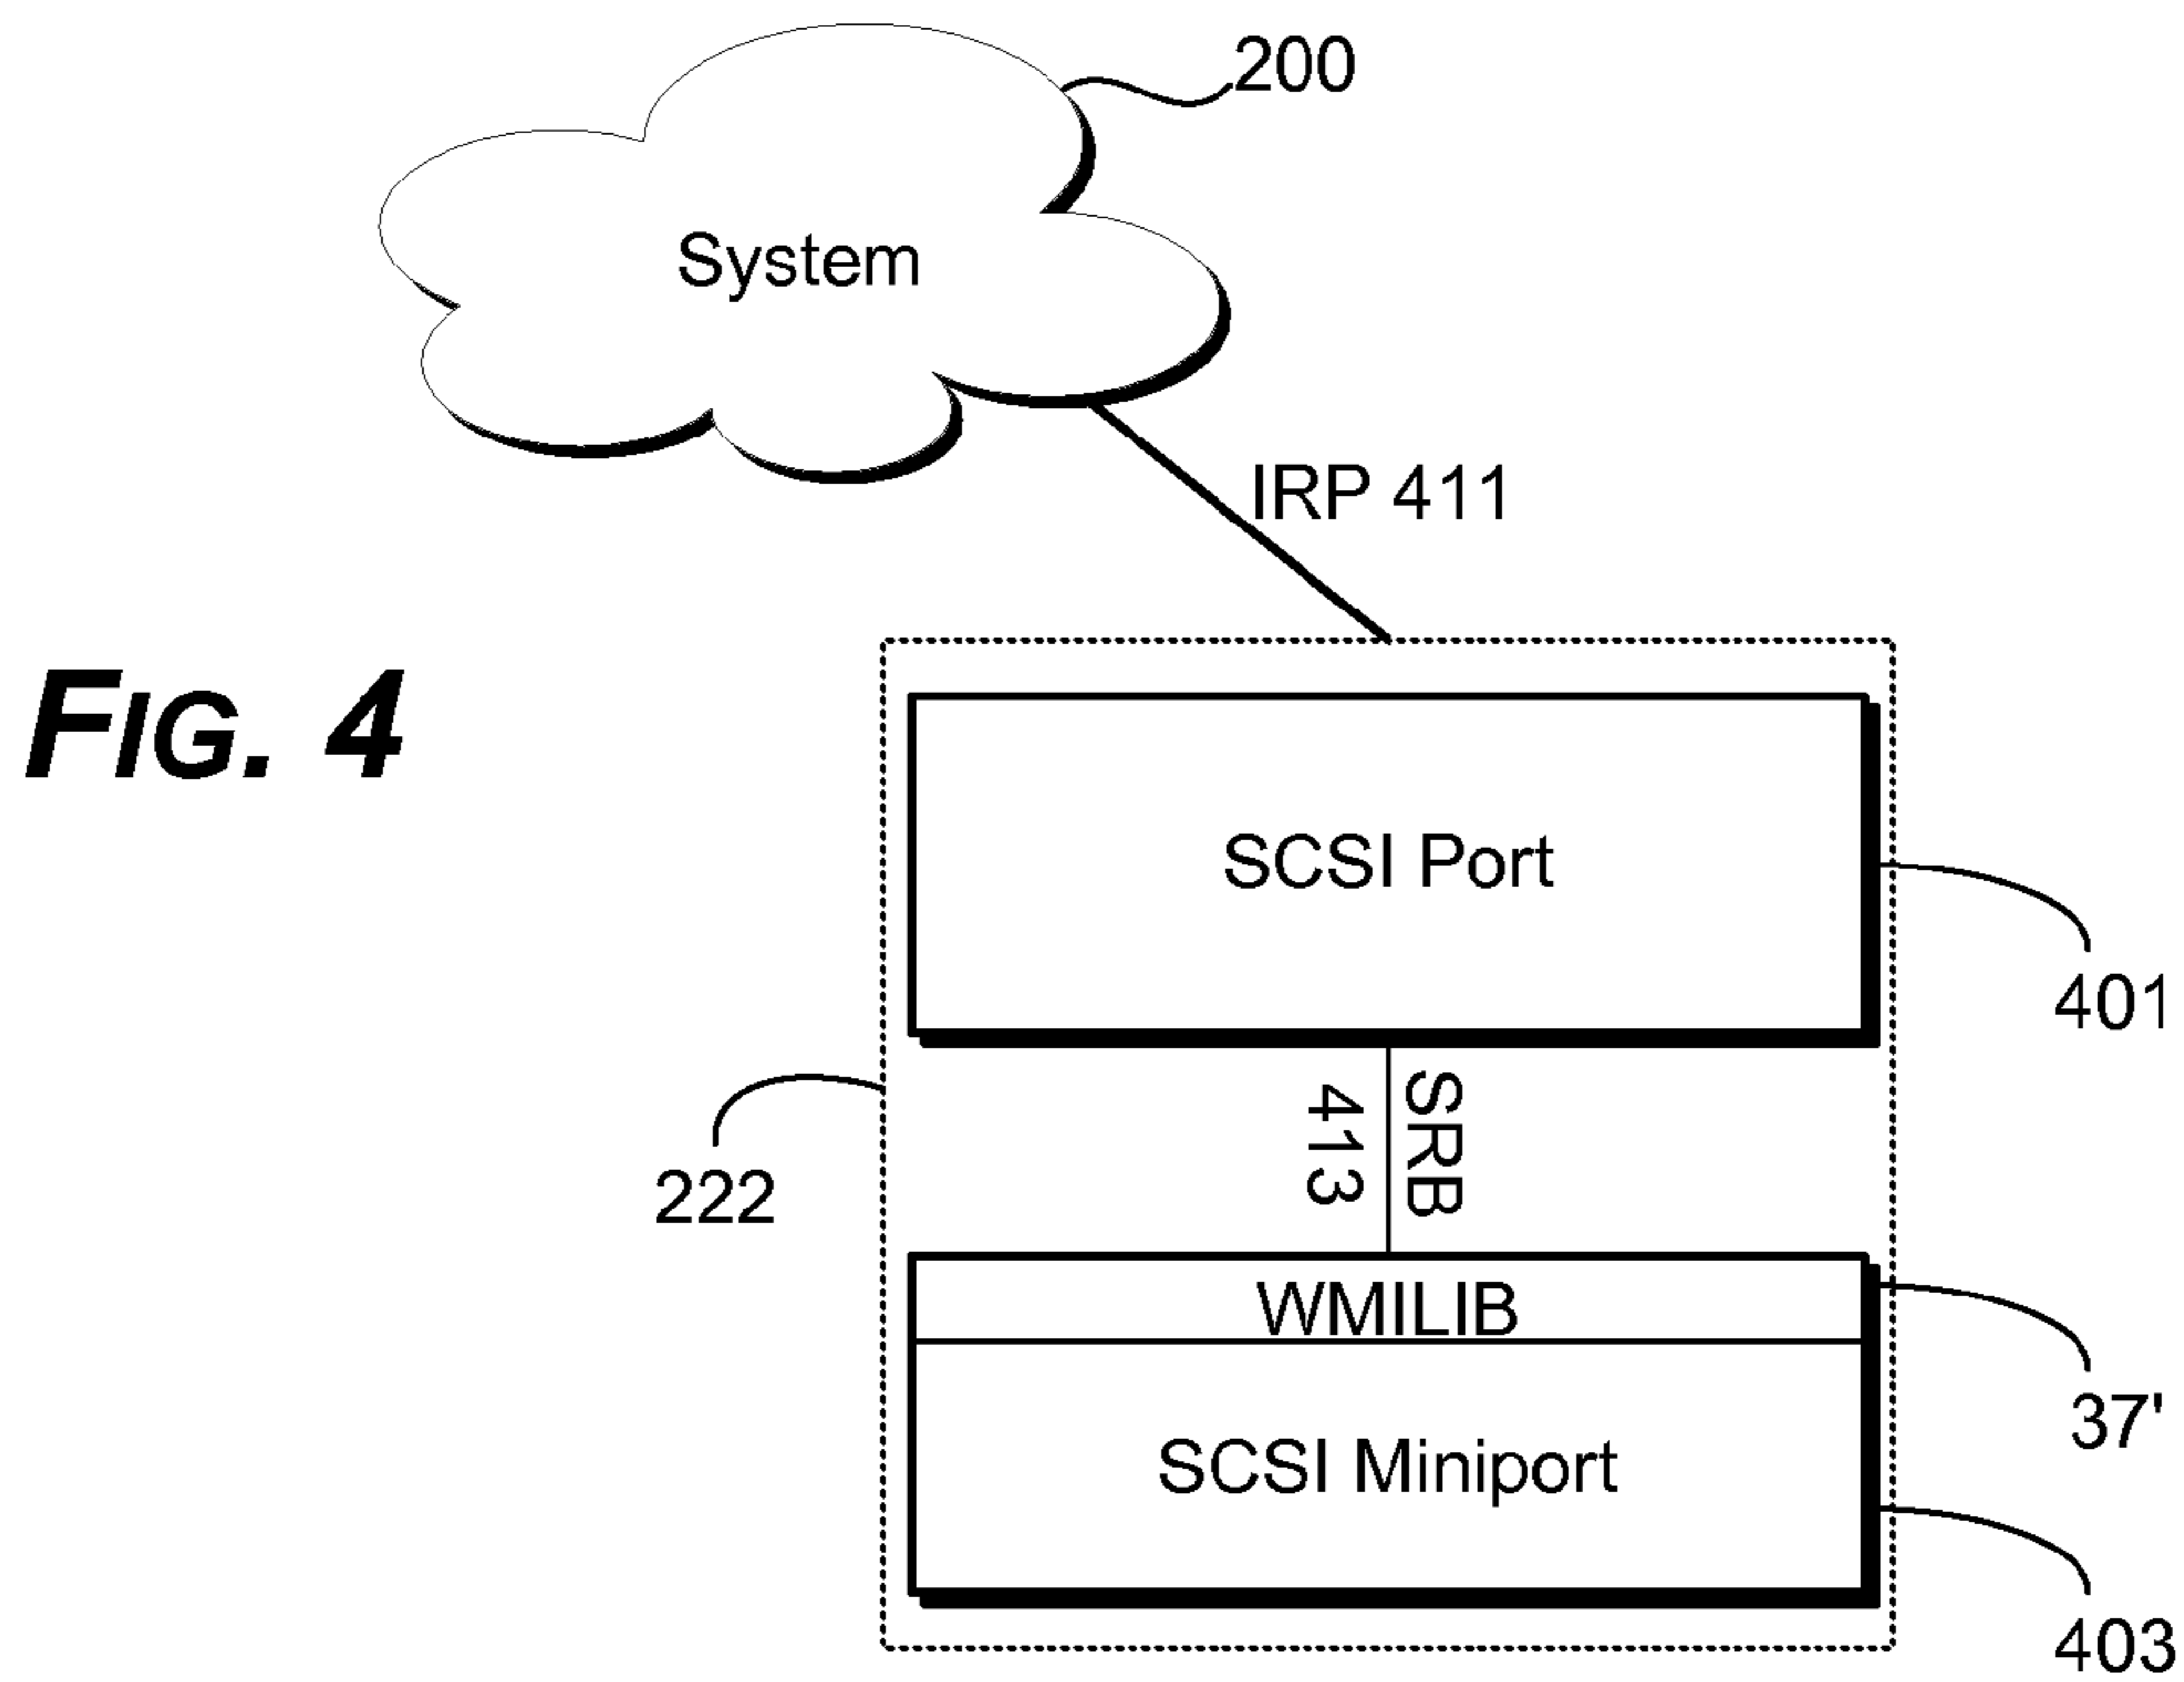 200
System
IRP 411
FIG. 4
SCSI Port
401
SRB
413
222
WMILIB
37'
SCSI Miniport
403